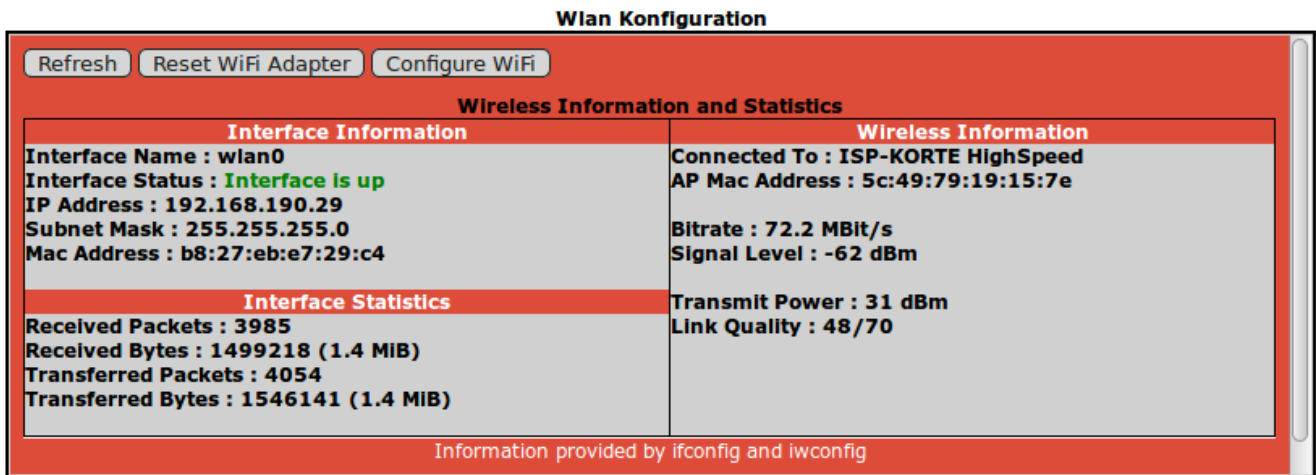 Wlan Konfiguration
Refresh Reset WiFi Adapter Configure WiFi
Wireless Information and Statistics
Interface Information
Interface Name : wlan0
Interface Status : Interface is up
IP Address : 192.168.190.29
Subnet Mask : 255.255.255.0
Mac Address : b8:27:eb:e7:29:c4
Interface Statistics
Received Packets : 3985
Received Bytes : 1499218 (1.4 MiB)
Transferred Packets : 4054
Transferred Bytes : 1546141 (1.4 MiB)
Wireless Information
Connected To : ISP-KORTE HighSpeed
AP Mac Address : 5c:49:79:19:15:7e
Bitrate : 72.2 MBit/s
Signal Level : -62 dBm
Transmit Power : 31 dBm
Link Quality : 48/70
Information provided by ifconfig and iwconfig